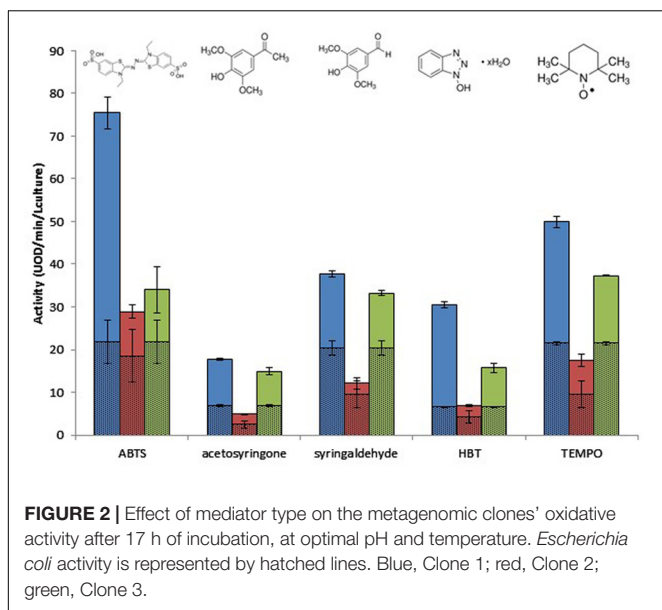 90
80
70
60
50
40
30
20
10
0
Activity (UOD/min/Lculture)
H₃CO
HO
OCH₃
O
CH₃
H₃CO
HO
OCH₃
O
H
N
N
N
OH
• xH₂O
H₃C
H₃C
N
O•
CH₃
CH₃
ABTS
acetosyringone
syringaldehyde
HBT
TEMPO
FIGURE 2 | Effect of mediator type on the metagenomic clones’ oxidative
activity after 17 h of incubation, at optimal pH and temperature. Escherichia
coli activity is represented by hatched lines. Blue, Clone 1; red, Clone 2;
green, Clone 3.